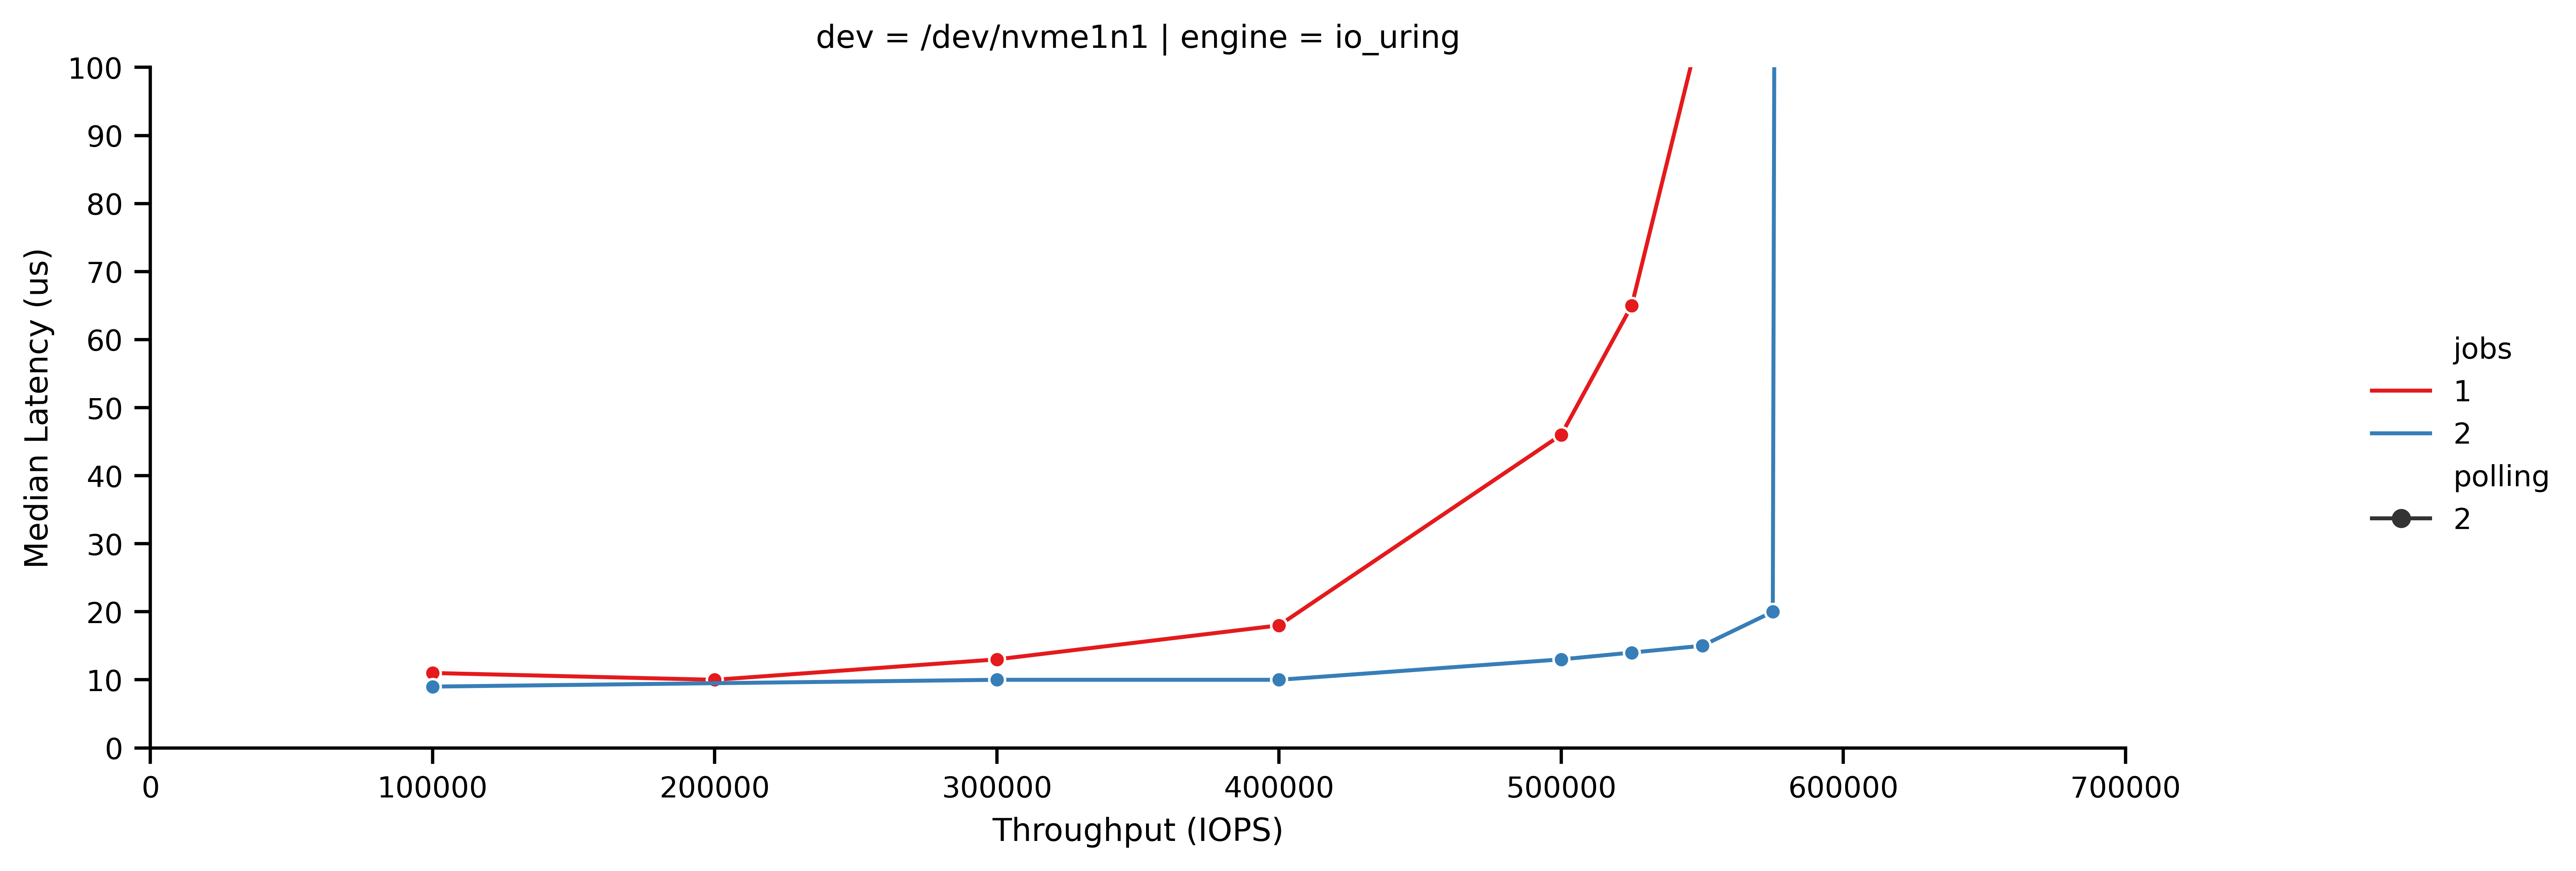 dev = /dev/nvme1n1 | engine = io_uring
100
90
80
70
60
50
40
30
20
10
0
Median Latency (us)
0 100000 200000 300000 400000 500000 600000 700000
Throughput (IOPS)
jobs
1
2
polling
2